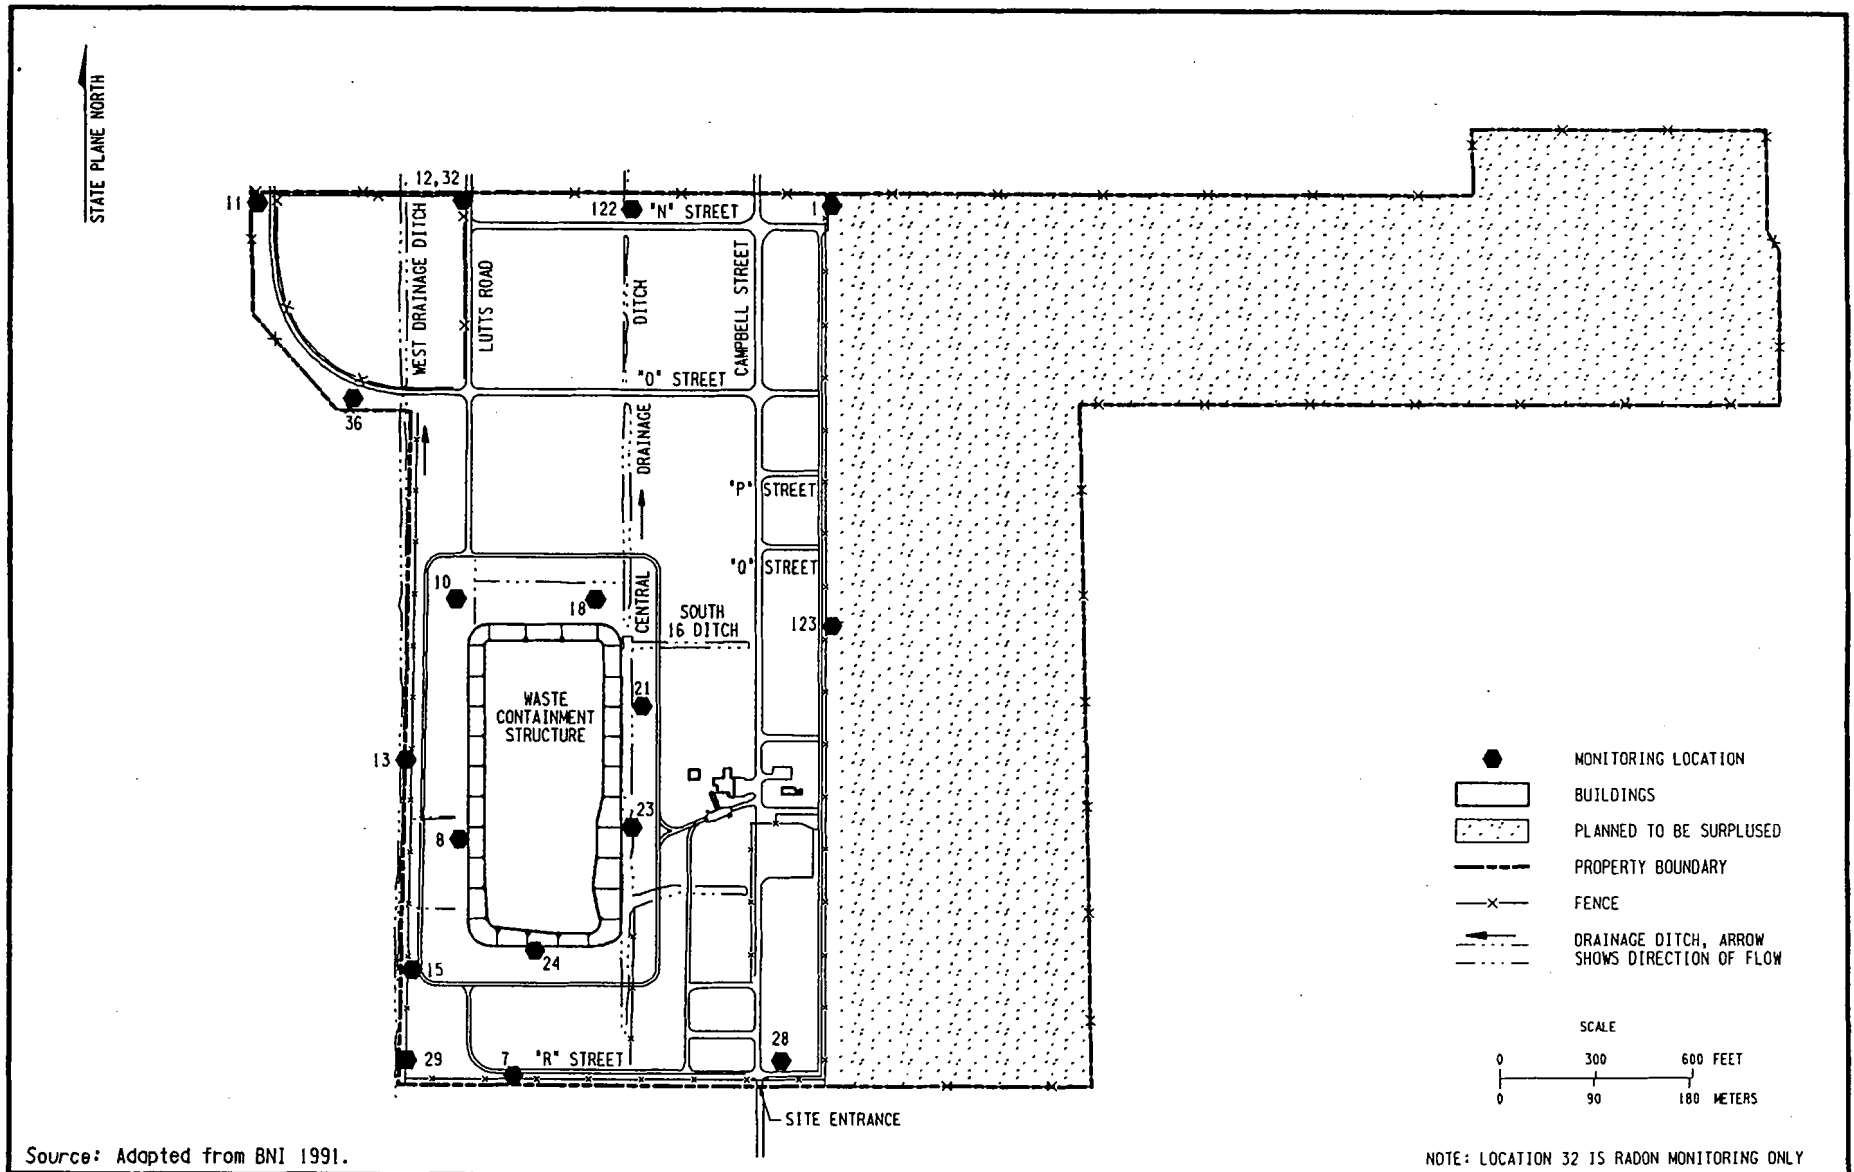 STATE PLANE NORTH
12,32
11
122
"N" STREET
1
WEST DRAINAGE DITCH
LUTTS ROAD
DITCH
CAMPBELL STREET
"O" STREET
36
DRAINAGE
"P" STREET
"Q" STREET
10
18
CENTRAL
SOUTH
16 DITCH
123
21
WASTE
CONTAINMENT
STRUCTURE
13
23
8
24
15
29
7
"R" STREET
28
SITE ENTRANCE
MONITORING LOCATION
BUILDINGS
PLANNED TO BE SURPLUSED
PROPERTY BOUNDARY
FENCE
DRAINAGE DITCH, ARROW
SHOWS DIRECTION OF FLOW
SCALE
0 300 600 FEET
0 90 180 METERS
Source: Adapted from BNI 1991.
NOTE: LOCATION 32 IS RADON MONITORING ONLY